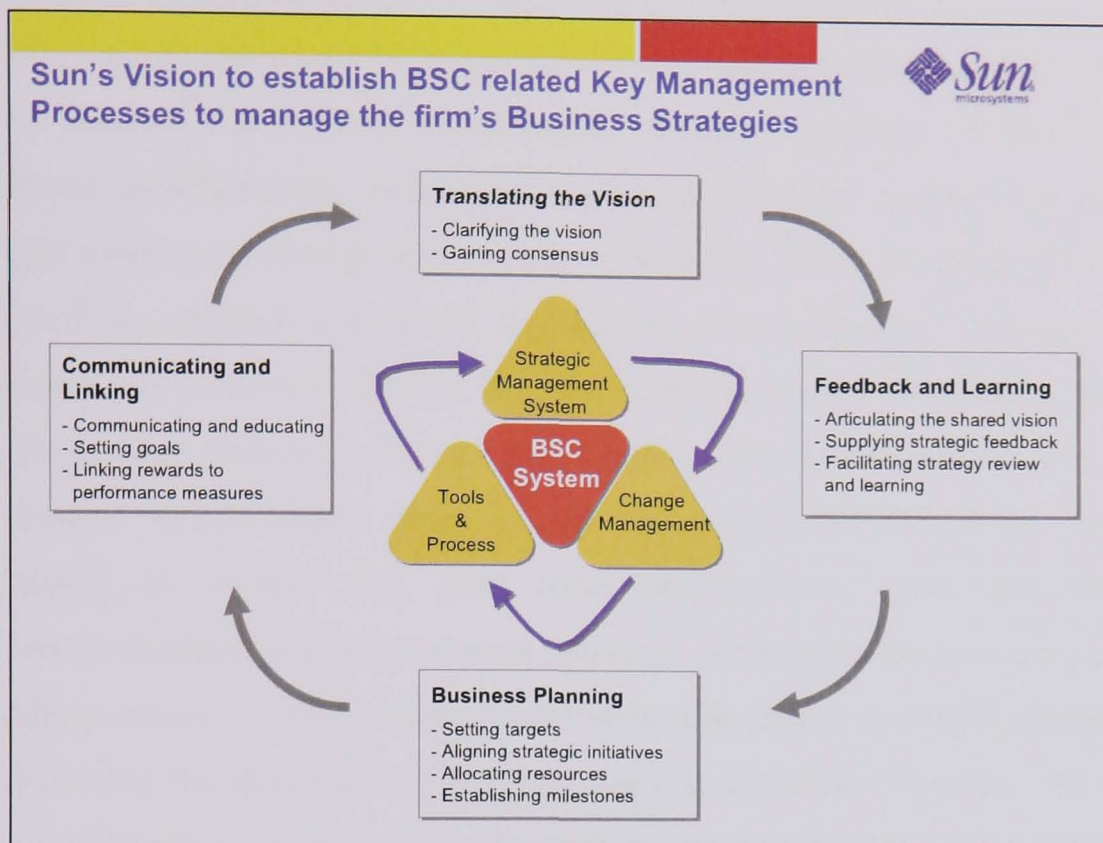 Sun's Vision to establish BSC related Key Management
Processes to manage the firm's Business Strategies
Sun
microsystems
Translating the Vision
- Clarifying the vision
- Gaining consensus
Communicating and
Linking
- Communicating and educating
- Setting goals
- Linking rewards to
performance measures
Strategic
Management
System
BSC
System
Tools
&
Process
Change
Management
Feedback and Learning
- Articulating the shared vision
- Supplying strategic feedback
- Facilitating strategy review
and learning
Business Planning
- Setting targets
- Aligning strategic initiatives
- Allocating resources
- Establishing milestones